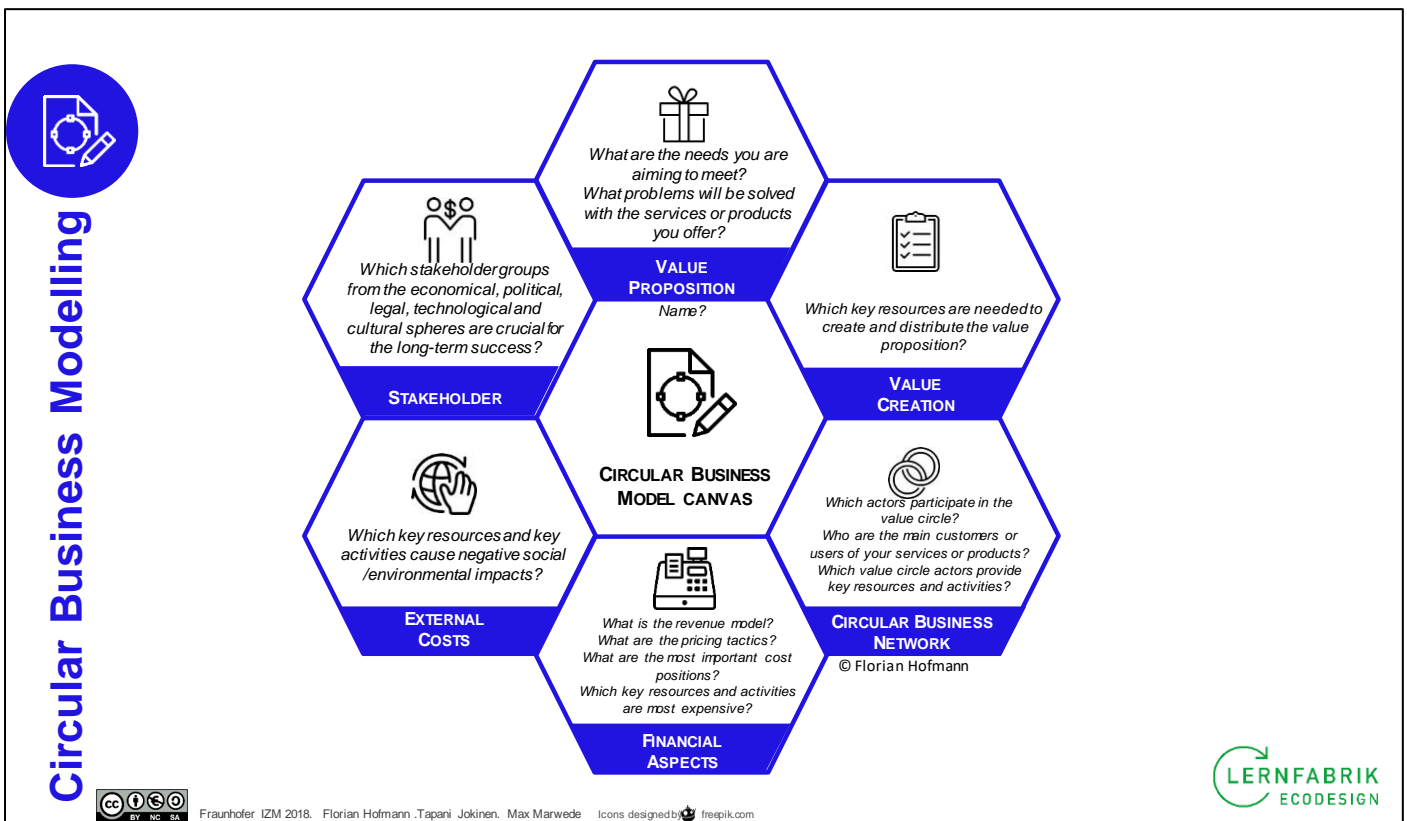 Circular Business Modelling
What are the needs you are
aiming to meet?
What problems will be solved
with the services or products
you offer?
VALUE
PROPOSITION
Which stakeholder groups
from the economical, political,
legal, technological and
cultural spheres are crucial for
the long-term success?
STAKEHOLDER
Name?
CIRCULAR BUSINESS
MODEL CANVAS
Which key resources are needed to
create and distribute the value
proposition?
VALUE
CREATION
Which key resources and key
activities cause negative social
/environmental impacts?
EXTERNAL
COSTS
What is the revenue model?
What are the pricing tactics?
What are the most important cost
positions?
Which key resources and activities
are most expensive?
FINANCIAL
ASPECTS
Which actors participate in the
value circle?
Who are the main customers or
users of your services or products?
Which value circle actors provide
key resources and activities?
CIRCULAR BUSINESS
NETWORK
© Florian Hofmann
cc BY NC SA
Fraunhofer IZM 2018. Florian Hofmann .Tapani Jokinen. Max Marwede Icons designed by freepik.com
LERNFABRIK
ECODESIGN